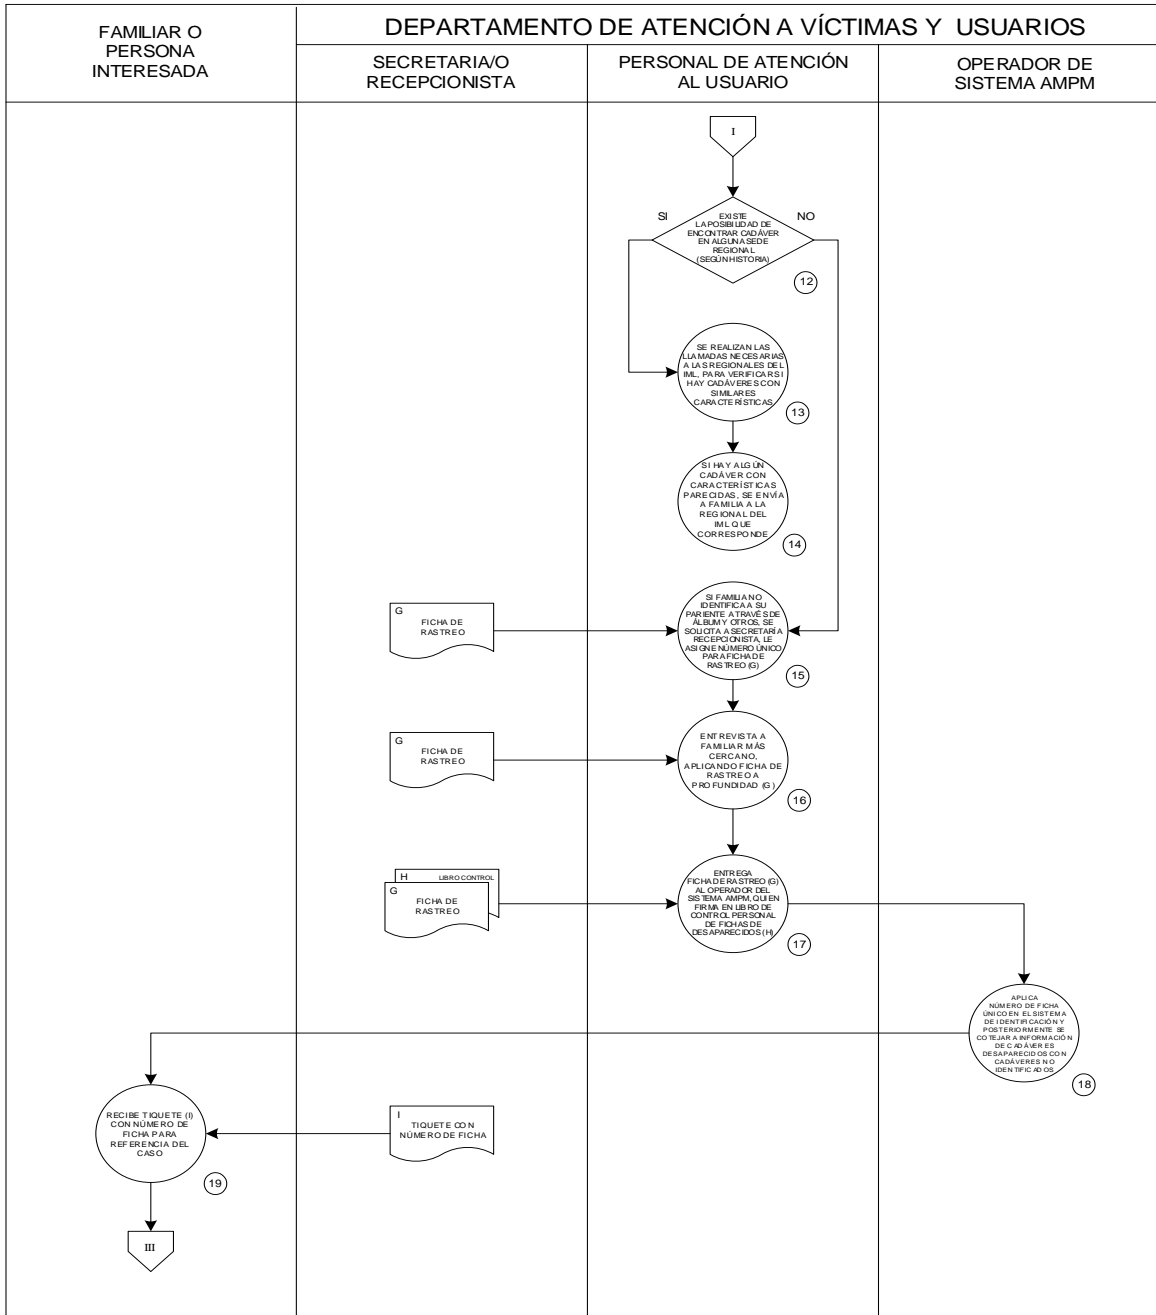 FAMILIAR O
PERSONA
INTERESADA
DEPARTAMENTO DE ATENCIÓN A VÍCTIMAS Y USUARIOS
SECRETARIA/O
RECEPCIONISTA
PERSONAL DE ATENCIÓN
AL USUARIO
OPERADOR DE
SISTEMA AMPM
I
SI
NO
EXISTE
LA POSIBILIDAD DE
ENCONTRAR CADÁVER
EN ALGUNA SEDE
REGIONAL
(SEGÚN HISTORIA)
12
SE REALIZAN LAS
LLAMADAS NECESARIAS
A LAS REGIONALES DEL
IML, PARA VERIFICAR SI
HAY CADÁVERES CON
SIMILARES
CARACTERÍSTICAS
13
SI HAY ALGÚN
CADÁVER CON
CARACTERÍSTICAS
PARECIDAS, SE ENVÍA
A FAMILIA A LA
REGIONAL DEL
IML QUE
CORRESPONDE
14
G
FICHA DE
RASTREO
SI FAMILIA NO
IDENTIFICA A SU
PARIENTE A TRAVÉS DE
ÁLBUM Y OTROS, SE
SOLICITA A SECRETARÍA
RECEPCIONISTA, LE
ASIGNE NÚMERO ÚNICO
PARA FICHA DE
RASTREO (G)
15
G
FICHA DE
RASTREO
ENTREVISTA A
FAMILIAR MÁS
CERCANO,
APLICANDO FICHA DE
RASTREO A
PROFUNDIDAD (G)
16
H LIBRO CONTROL
G
FICHA DE
RASTREO
ENTREGA
FICHA DE RASTREO (G)
AL OPERADOR DEL
SISTEMA AMPM, QUIEN
FIRMA EN LIBRO DE
CONTROL PERSONAL
DE FICHAS DE
DESAPARECIDOS (H)
17
APLICA
NÚMERO DE FICHA
ÚNICO EN EL SISTEMA
DE IDENTIFICACIÓN Y
POSTERIORMENTE SE
COTEJARA INFORMACIÓN
DE CADÁVERES
DESAPARECIDOS CON
CADÁVERES NO
IDENTIFICADOS
18
RECIBE TIQUETE (I)
CON NÚMERO DE
FICHA PARA
REFERENCIA DEL
CASO
19
I
TIQUETE CON
NÚMERO DE FICHA
III